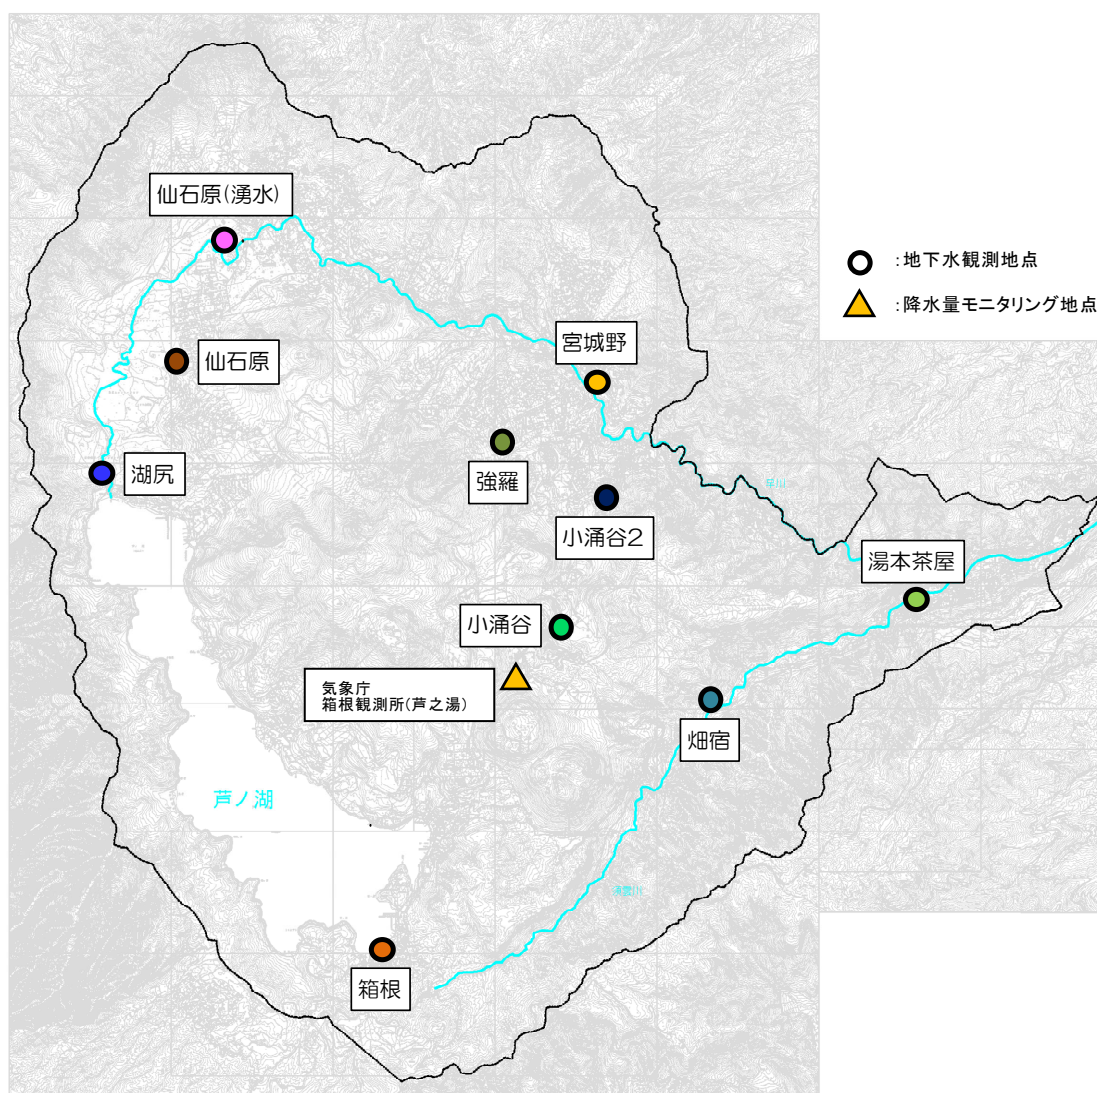 仙石原(湧水)
:地下水観測地点
:降水量モニタリング地点
宮城野
仙石原
湖尻
強羅
早川
小涌谷2
湯本茶屋
小涌谷
気象庁
箱根観測所(芦之湯)
畑宿
芦ノ湖
須雲川
箱根